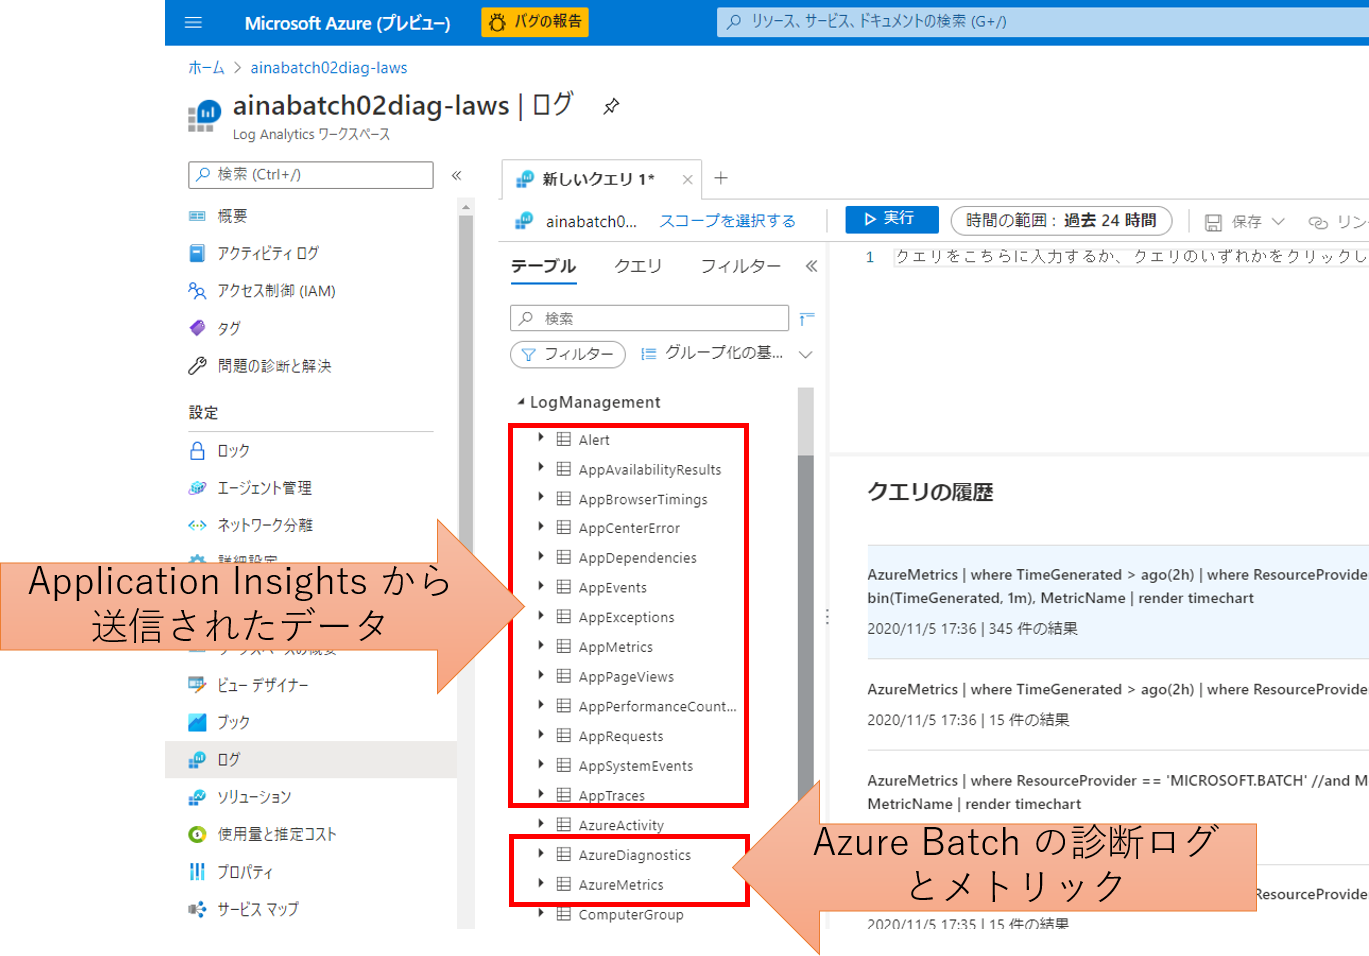 Microsoft Azure (プレビュー)
バグの報告
リソース、サービス、ドキュメントの検索 (G+/)
ホーム > ainabatch02diag-laws
ainabatch02diag-laws | ログ
Log Analytics ワークスペース
検索 (Ctrl+/)
概要
アクティビティ ログ
アクセス制御 (IAM)
タグ
問題の診断と解決
設定
ロック
エージェント管理
ネットワーク分離
詳細設定
ワークスペースの概要
ビュー デザイナー
ブック
ログ
ソリューション
使用量と推定コスト
プロパティ
サービス マップ
新しいクエリ 1*
ainabatch0...
スコープを選択する
実行
時間の範囲 : 過去 24 時間
保存
リン
テーブル
クエリ
フィルター
検索
フィルター
グループ化の基...
LogManagement
Alert
AppAvailabilityResults
AppBrowserTimings
AppCenterError
AppDependencies
AppEvents
AppExceptions
AppMetrics
AppPageViews
AppPerformanceCount...
AppRequests
AppSystemEvents
AppTraces
AzureActivity
AzureDiagnostics
AzureMetrics
ComputerGroup
1 クエリをこちらに入力するか、クエリのいずれかをクリックし
クエリの履歴
AzureMetrics | where TimeGenerated > ago(2h) | where ResourceProvide
bin(TimeGenerated, 1m), MetricName | render timechart
2020/11/5 17:36 | 345 件の結果
AzureMetrics | where TimeGenerated > ago(2h) | where ResourceProvide
2020/11/5 17:36 | 15 件の結果
AzureMetrics | where ResourceProvider == 'MICROSOFT.BATCH' //and M
MetricName | render timechart
ResourceProvide
2020/11/5 17:35 | 15 件の結果
Application Insights から
送信されたデータ
Azure Batch の診断ログ
とメトリック